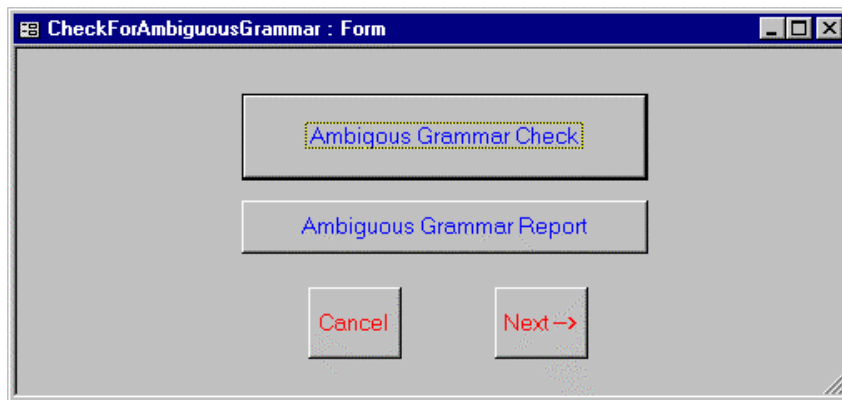 CheckForAmbiguousGrammar : Form
Ambigous Grammar Check
Ambiguous Grammar Report
Cancel
Next-->